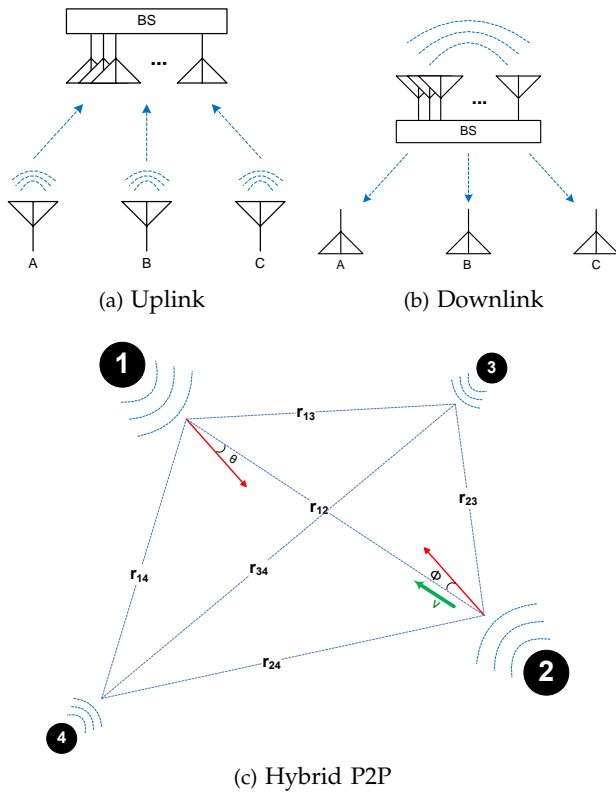 BS
...
A
B
C
(a) Uplink
...
BS
A
B
C
(b) Downlink
1
3
r13
θ
r12
r23
Φ
v
r14
r34
r24
2
4
(c) Hybrid P2P